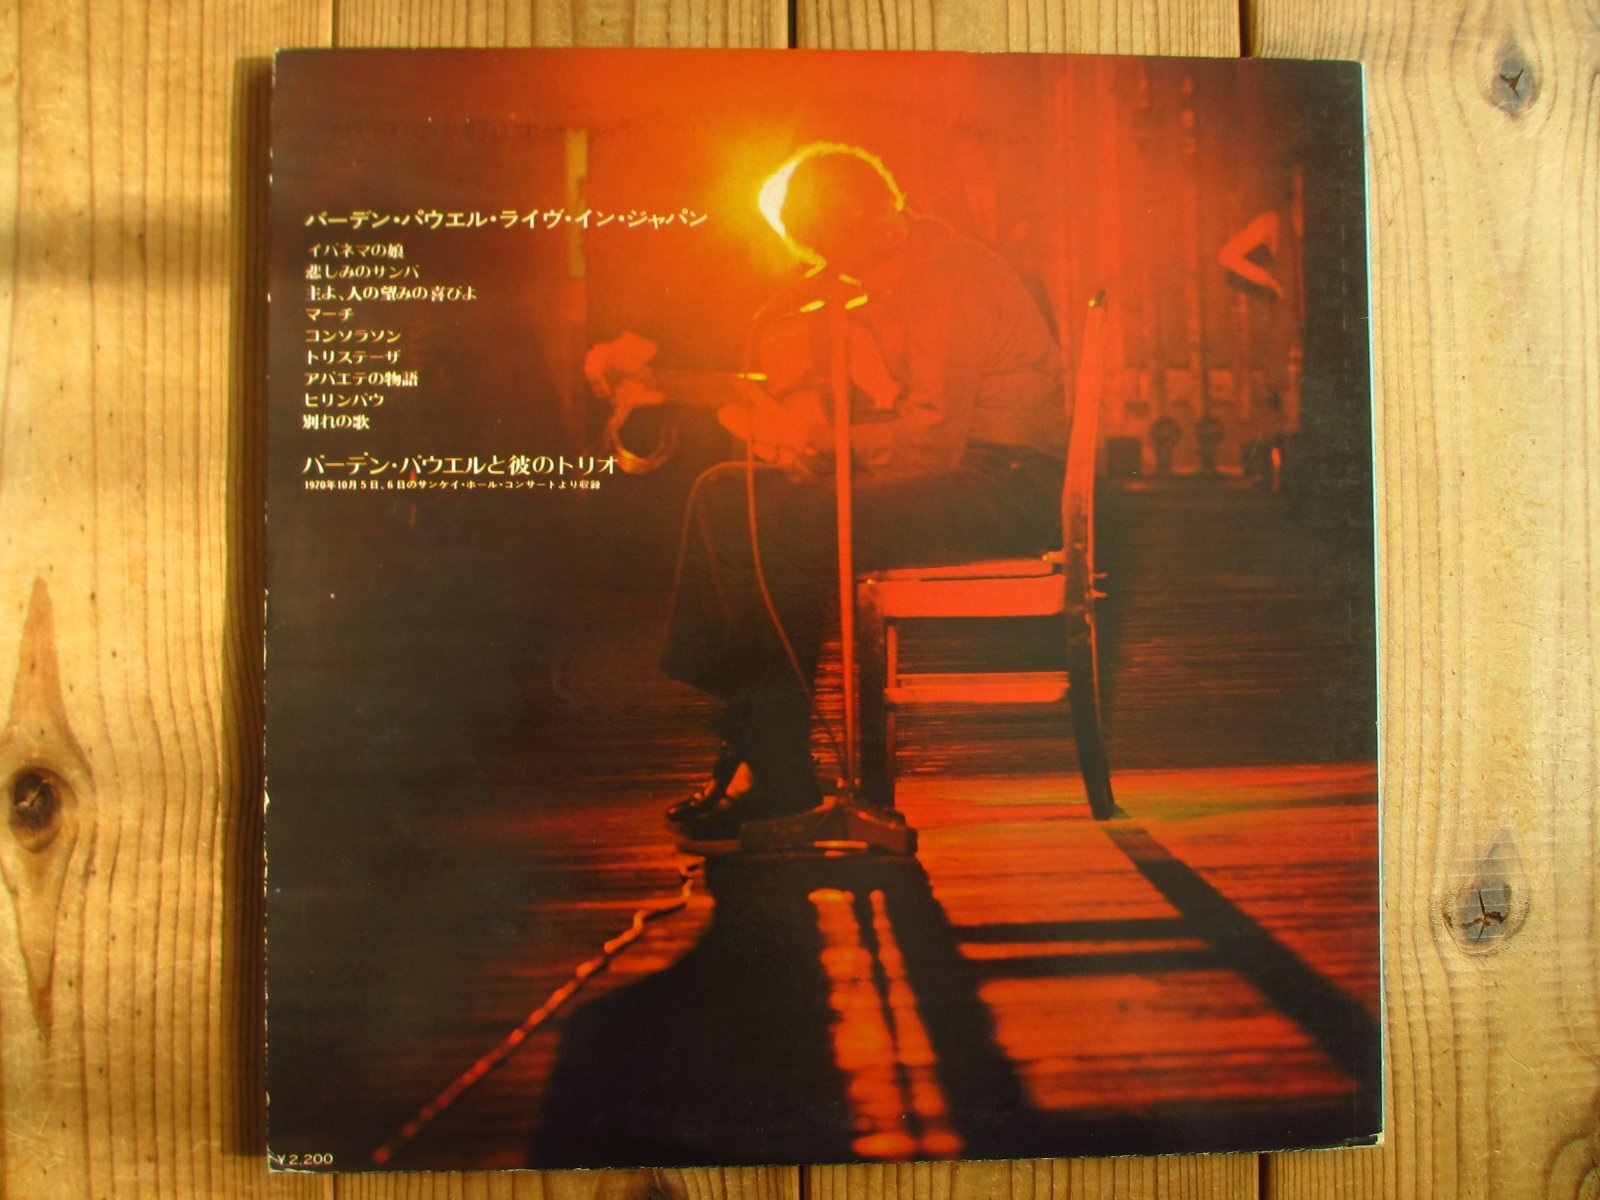 バーデン・パウエル・ライヴ・イン・ジャパン
イパネマの娘
悲しみのサンバ
主よ、人の望みの喜びよ
マーチ
コンソラソン
トリステーザ
アバエテの物語
ビリンバウ
別れの歌
バーデン・パウエルと彼のトリオ
1970年10月5日、6日のサンケイ・ホール・コンサートより収録
¥2,200